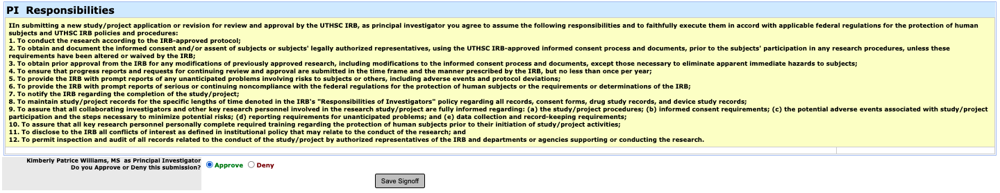 PI Responsibilities
IIn submitting a new study/project application or revision for review and approval by the UTHSC IRB, as principal investigator you agree to assume the following responsibilities and to faithfully execute them in accord with applicable federal regulations for the protection of human
subjects and UTHSC IRB policies and procedures:
1. To conduct the research according to the IRB-approved protocol;
2. To obtain and document the informed consent and/or assent of subjects or subjects' legally authorized representatives, using the UTHSC IRB-approved informed consent process and documents, prior to the subjects' participation in any research procedures, unless these
requirements have been altered or waived by the IRB;
3. To obtain prior approval from the IRB for any modifications of previously approved research, including modifications to the informed consent process and documents, except those necessary to eliminate apparent immediate hazards to subjects;
4. To ensure that progress reports and requests for continuing review and approval are submitted in the time frame and the manner prescribed by the IRB, but no less than once per year;
5. To provide the IRB with prompt reports of any unanticipated problems involving risks to subjects or others, including adverse events and protocol deviations;
6. To provide the IRB with prompt reports of serious or continuing noncompliance with the federal regulations for the protection of human subjects or the requirements or determinations of the IRB;
7. To notify the IRB regarding the completion of the study/project;
8. To maintain study/project records for the specific lengths of time denoted in the IRB's "Responsibilities of Investigators" policy regarding all records, consent forms, drug study records, and device study records;
9. To assure that all collaborating investigators and other key research personnel involved in the research study/project are fully informed regarding: (a) the study/project procedures; (b) informed consent requirements; (c) the potential adverse events associated with study/project
participation and the steps necessary to minimize potential risks; (d) reporting requirements for unanticipated problems; and (e) data collection and record-keeping requirements;
10. To assure that all key research personnel personally complete required training regarding the protection of human subjects prior to their initiation of study/project activities;
11. To disclose to the IRB all conflicts of interest as defined in institutional policy that may relate to the conduct of the research; and
12. To permit inspection and audit of all records related to the conduct of the study/project by authorized representatives of the IRB and departments or agencies supporting or conducting the research.
Kimberly Patrice Williams, MS as Principal Investigator
Do you Approve or Deny this submission?
Approve Deny
Save Signoff